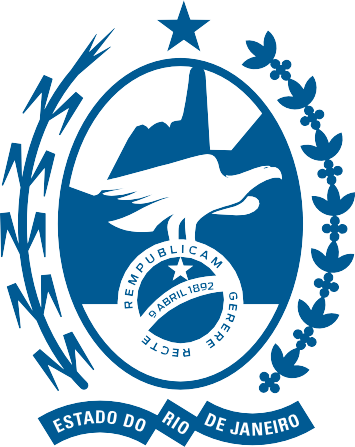 RECTE REMPUBLICAM GERERE
9 ABRIL 1892
ESTADO DO RIO DE JANEIRO